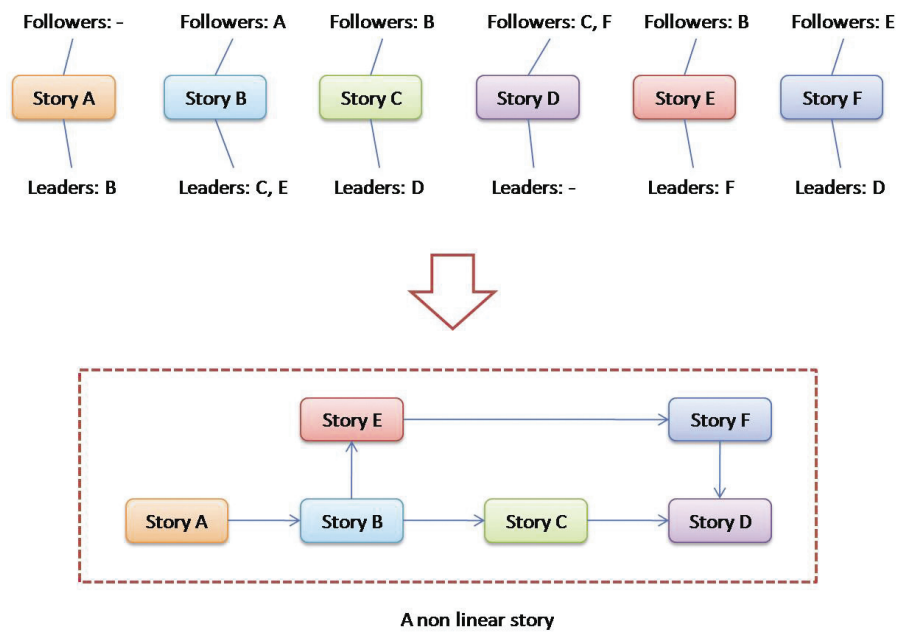 Followers: - Followers: A Followers: B Followers: C, F Followers: B Followers: E
Story A Story B Story C Story D Story E Story F
Leaders: B Leaders: C, E Leaders: D Leaders: - Leaders: F Leaders: D
Story E Story F
Story A Story B Story C Story D
A non linear story